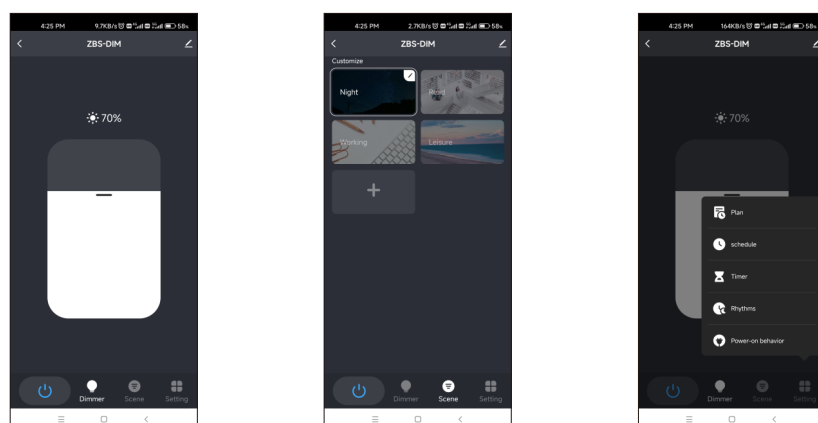 4:25 PM 9.7KB/s 58%
ZBS-DIM
70%
Dimmer Scene Setting
4:25 PM 2.7KB/s 58%
ZBS-DIM
Customize
Night Read
Working Leisure
+
Dimmer Scene Setting
4:25 PM 164KB/s 58%
ZBS-DIM
70%
Plan
schedule
Timer
Rhythms
Power-on behavior
Dimmer Scene Setting